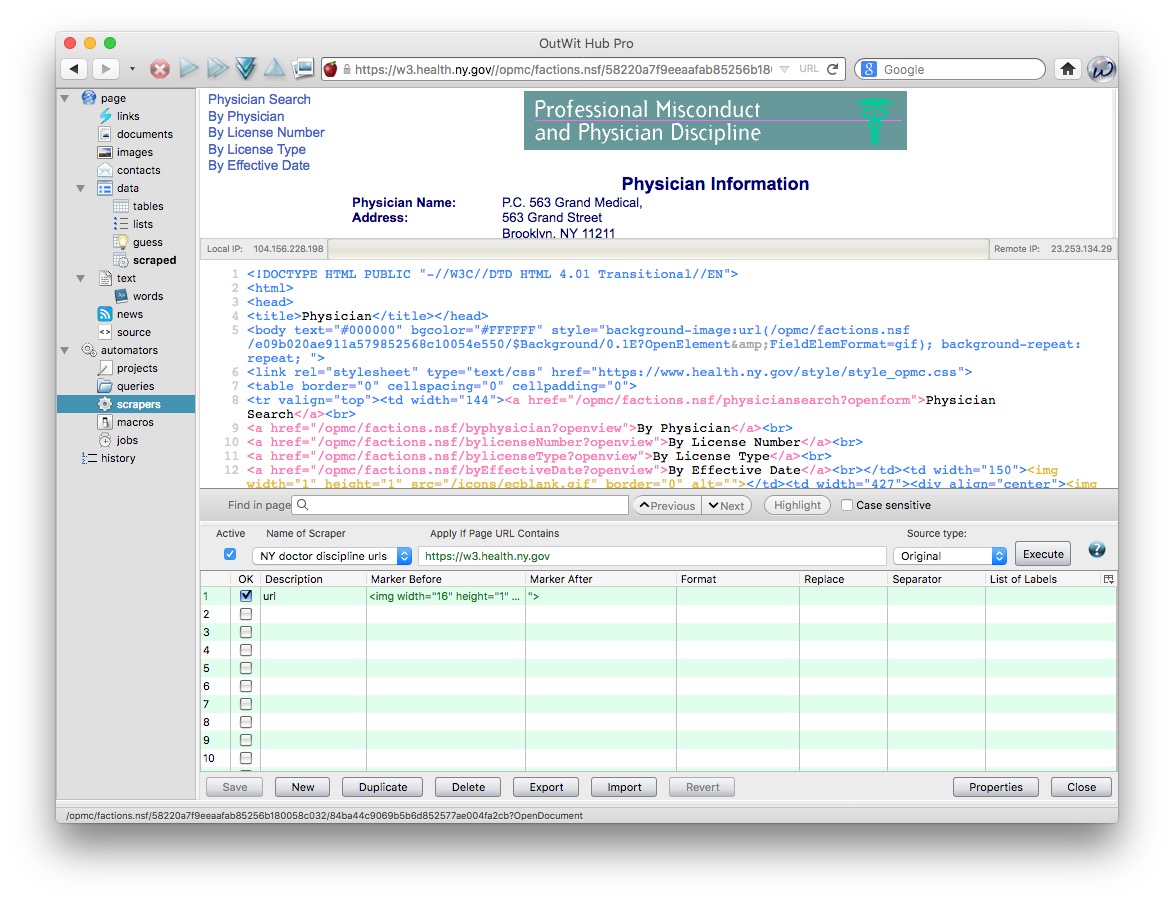 OutWit Hub Pro
https://w3.health.ny.gov//opmc/factions.nsf/58220a7f9eeaafab85256b18 URL Google
page
links
documents
images
contacts
data
tables
lists
guess
scraped
text
words
news
source
automators
projects
queries
scrapers
macros
jobs
history
Physician Search
By Physician
By License Number
By License Type
By Effective Date
Professional Misconduct
and Physician Discipline
Physician Information
Physician Name: P.C. 563 Grand Medical,
Address: 563 Grand Street
Brooklyn, NY 11211
Local IP: 104.156.228.198 Remote IP: 23.253.134.29
1 <!DOCTYPE HTML PUBLIC "-//W3C//DTD HTML 4.01 Transitional//EN">
2 <html>
3 <head>
4 <title>Physician</title></head>
5 <body text="#000000" bgcolor="#FFFFFF" style="background-image:url(/opmc/factions.nsf
/e09b020ae911a579852568c10054e550/$Background/0.1E?OpenElement&amp;FieldElemFormat=gif); background-repeat:
repeat; ">
6 <link rel="stylesheet" type="text/css" href="https://www.health.ny.gov/style/style_opmc.css">
7 <table border="0" cellspacing="0" cellpadding="0">
8 <tr valign="top"><td width="144"><a href="/opmc/factions.nsf/physiciansearch?openform">Physician
Search</a><br>
9 <a href="/opmc/factions.nsf/byphysician?openview">By Physician</a><br>
10 <a href="/opmc/factions.nsf/bylicenseNumber?openview">By License Number</a><br>
11 <a href="/opmc/factions.nsf/bylicenseType?openview">By License Type</a><br>
12 <a href="/opmc/factions.nsf/byEffectiveDate?openview">By Effective Date</a><br></td><td width="150"><img
width="1" height="1" src="/icons/ecblank.gif" border="0" alt=""></td><td width="427"><div align="center"><img
Find in page Previous Next Highlight Case sensitive
Active Name of Scraper Apply If Page URL Contains Source type:
NY doctor discipline urls https://w3.health.ny.gov Original Execute
OK Description Marker Before Marker After Format Replace Separator List of Labels
1 url <img width="16" height="1" ... ">
2
3
4
5
6
7
8
9
10
Save New Duplicate Delete Export Import Revert Properties Close
/opmc/factions.nsf/58220a7f9eeaafab85256b180058c032/84ba44c9069b5b6d852577ae004fa2cb?OpenDocument